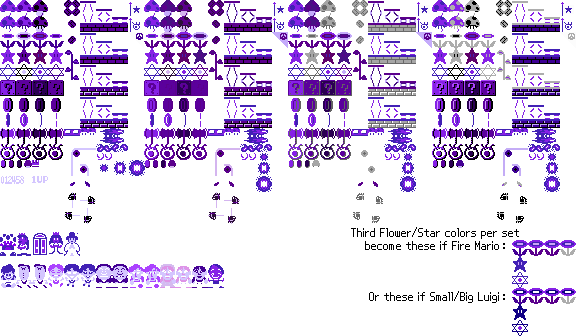 012458 1UP
Third Flower/Star colors per set
become these if Fire Mario:
Or these if Small/Big Luigi: